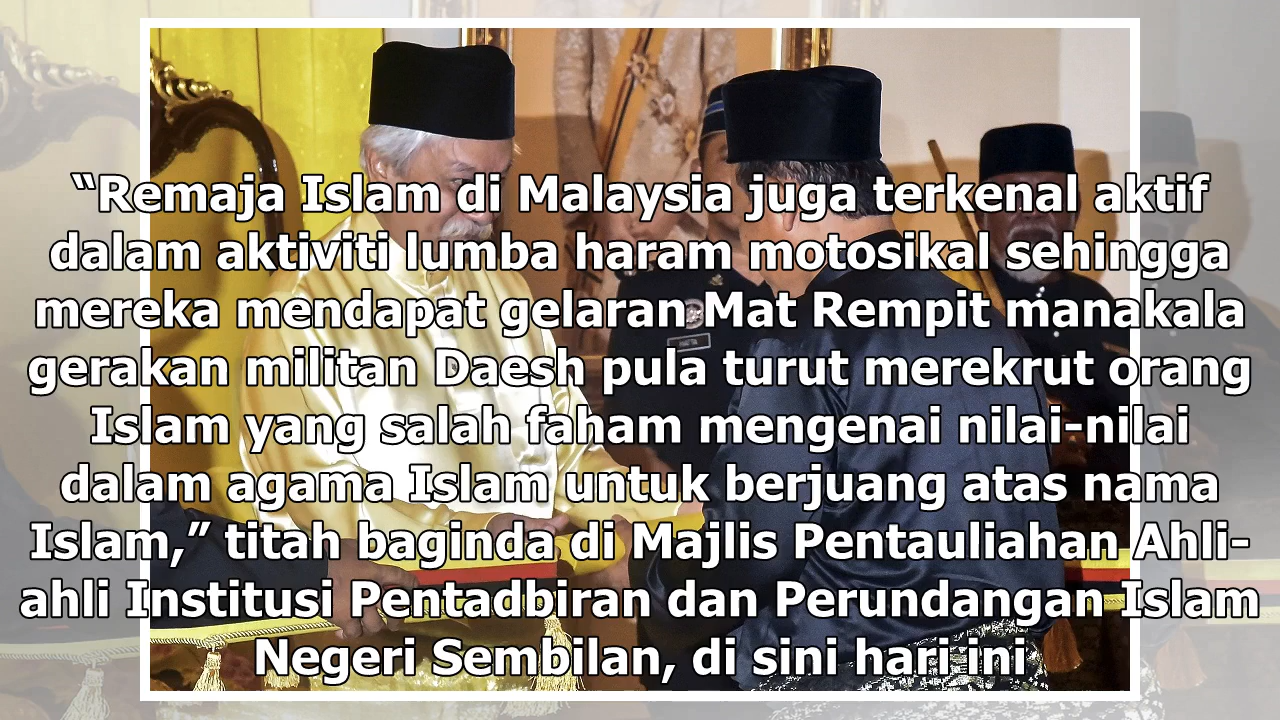 “Remaja Islam di Malaysia juga terkenal aktif
dalam aktiviti lumba haram motosikal sehingga
mereka mendapat gelaran Mat Rempit manakala
gerakan militan Daesh pula turut merekrut orang
Islam yang salah faham mengenai nilai-nilai
dalam agama Islam untuk berjuang atas nama
Islam,” titah baginda di Majlis Pentauliahan Ahli-
ahli Institusi Pentadbiran dan Perundangan Islam
Negeri Sembilan, di sini hari ini